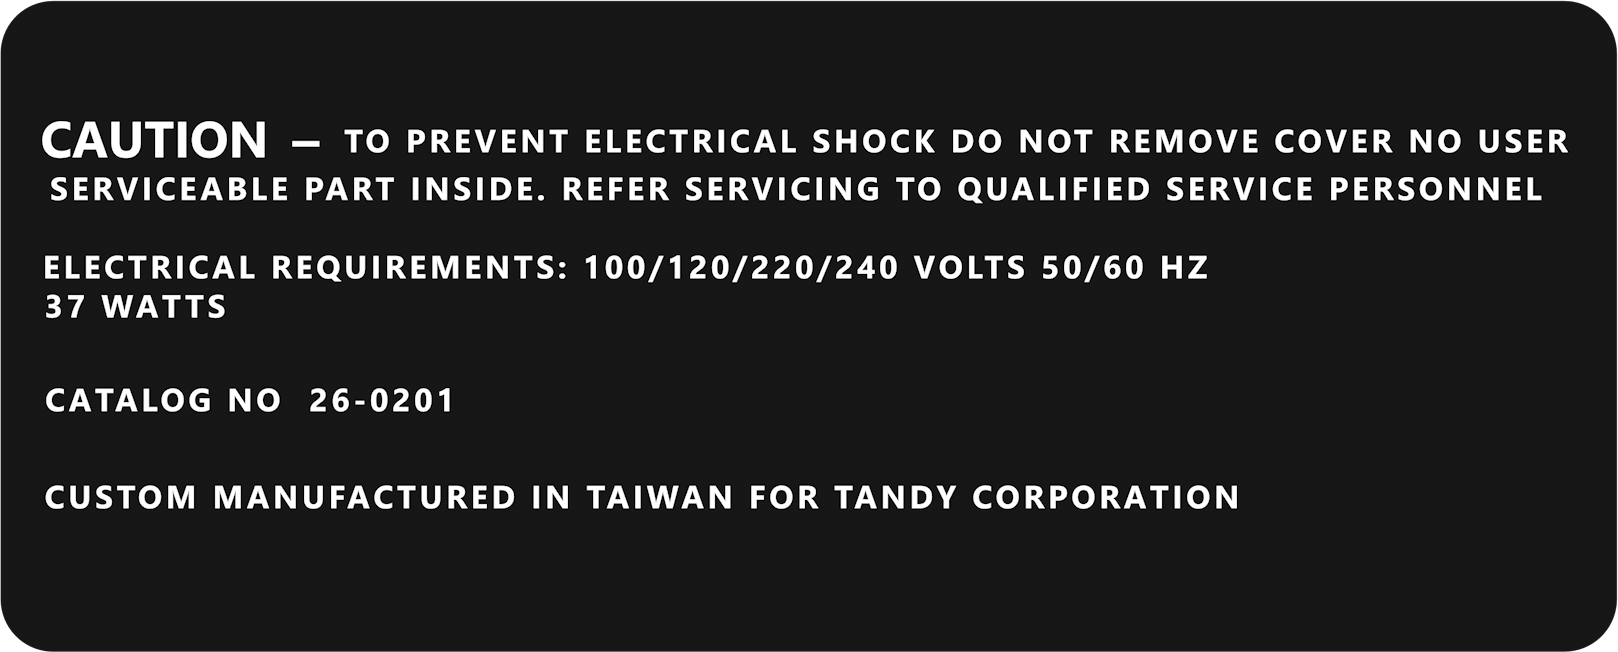 CAUTION – TO PREVENT ELECTRICAL SHOCK DO NOT REMOVE COVER NO USER
SERVICEABLE PART INSIDE. REFER SERVICING TO QUALIFIED SERVICE PERSONNEL
ELECTRICAL REQUIREMENTS: 100/120/220/240 VOLTS 50/60 HZ
37 WATTS
CATALOG NO 26-0201
CUSTOM MANUFACTURED IN TAIWAN FOR TANDY CORPORATION